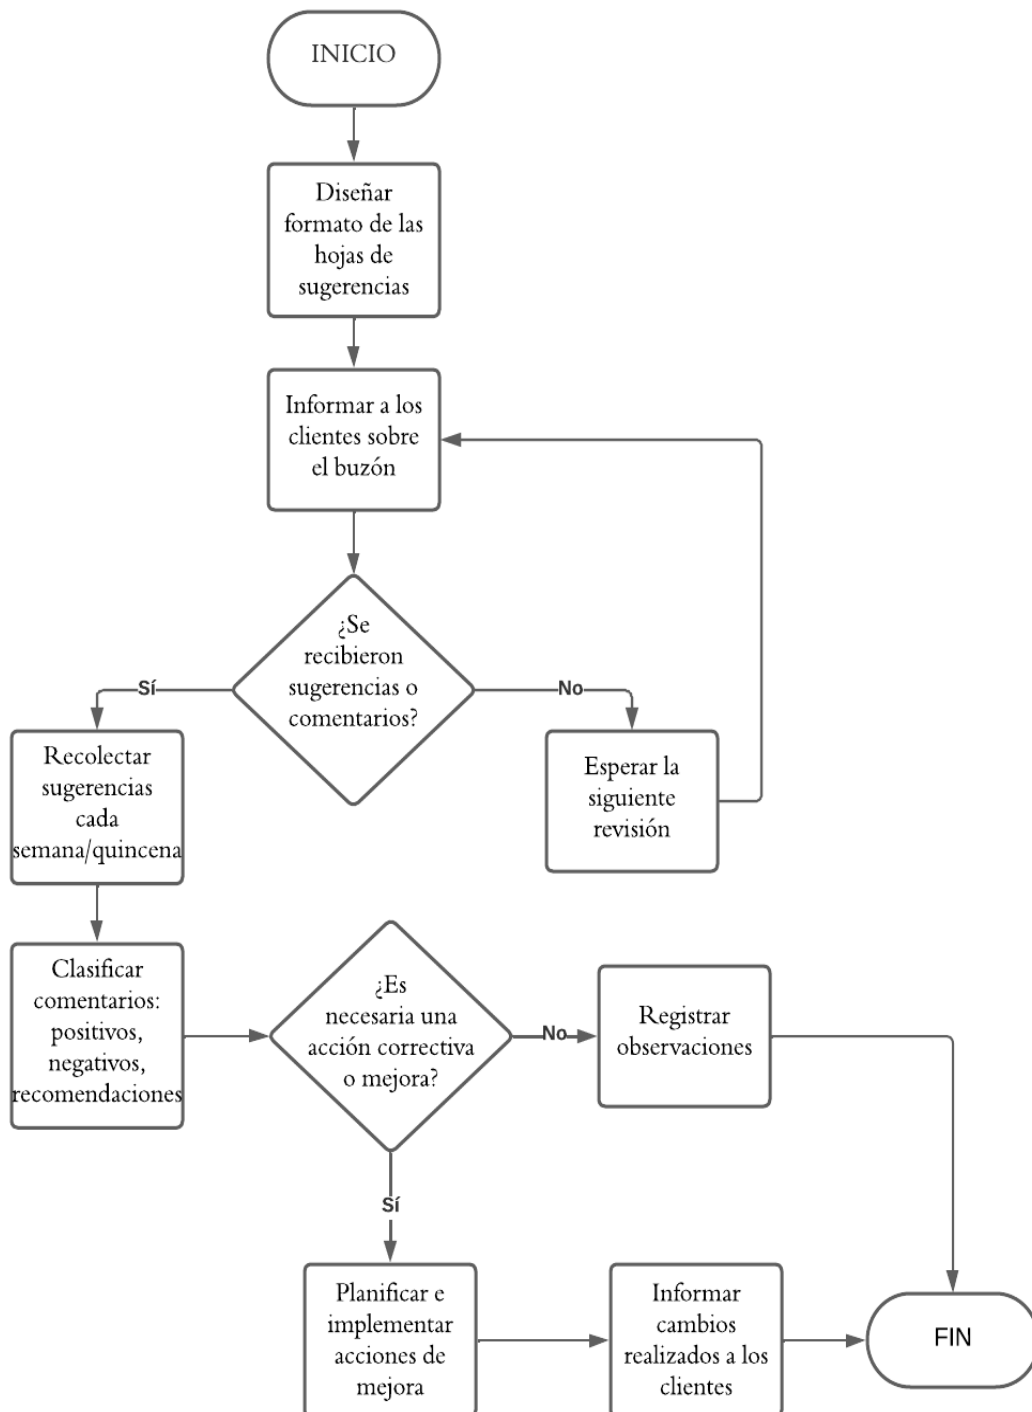 INICIO
Diseñar
formato de las
hojas de
sugerencias
Informar a los
clientes sobre
el buzón
¿Se
recibieron
sugerencias o
comentarios?
Sí
No
Recolectar
sugerencias
cada
semana/quincena
Esperar la
siguiente
revisión
Clasificar
comentarios:
positivos,
negativos,
recomendaciones
¿Es
necesaria una
acción correctiva
o mejora?
No
Registrar
observaciones
Sí
Planificar e
implementar
acciones de
mejora
Informar
cambios
realizados a los
clientes
FIN